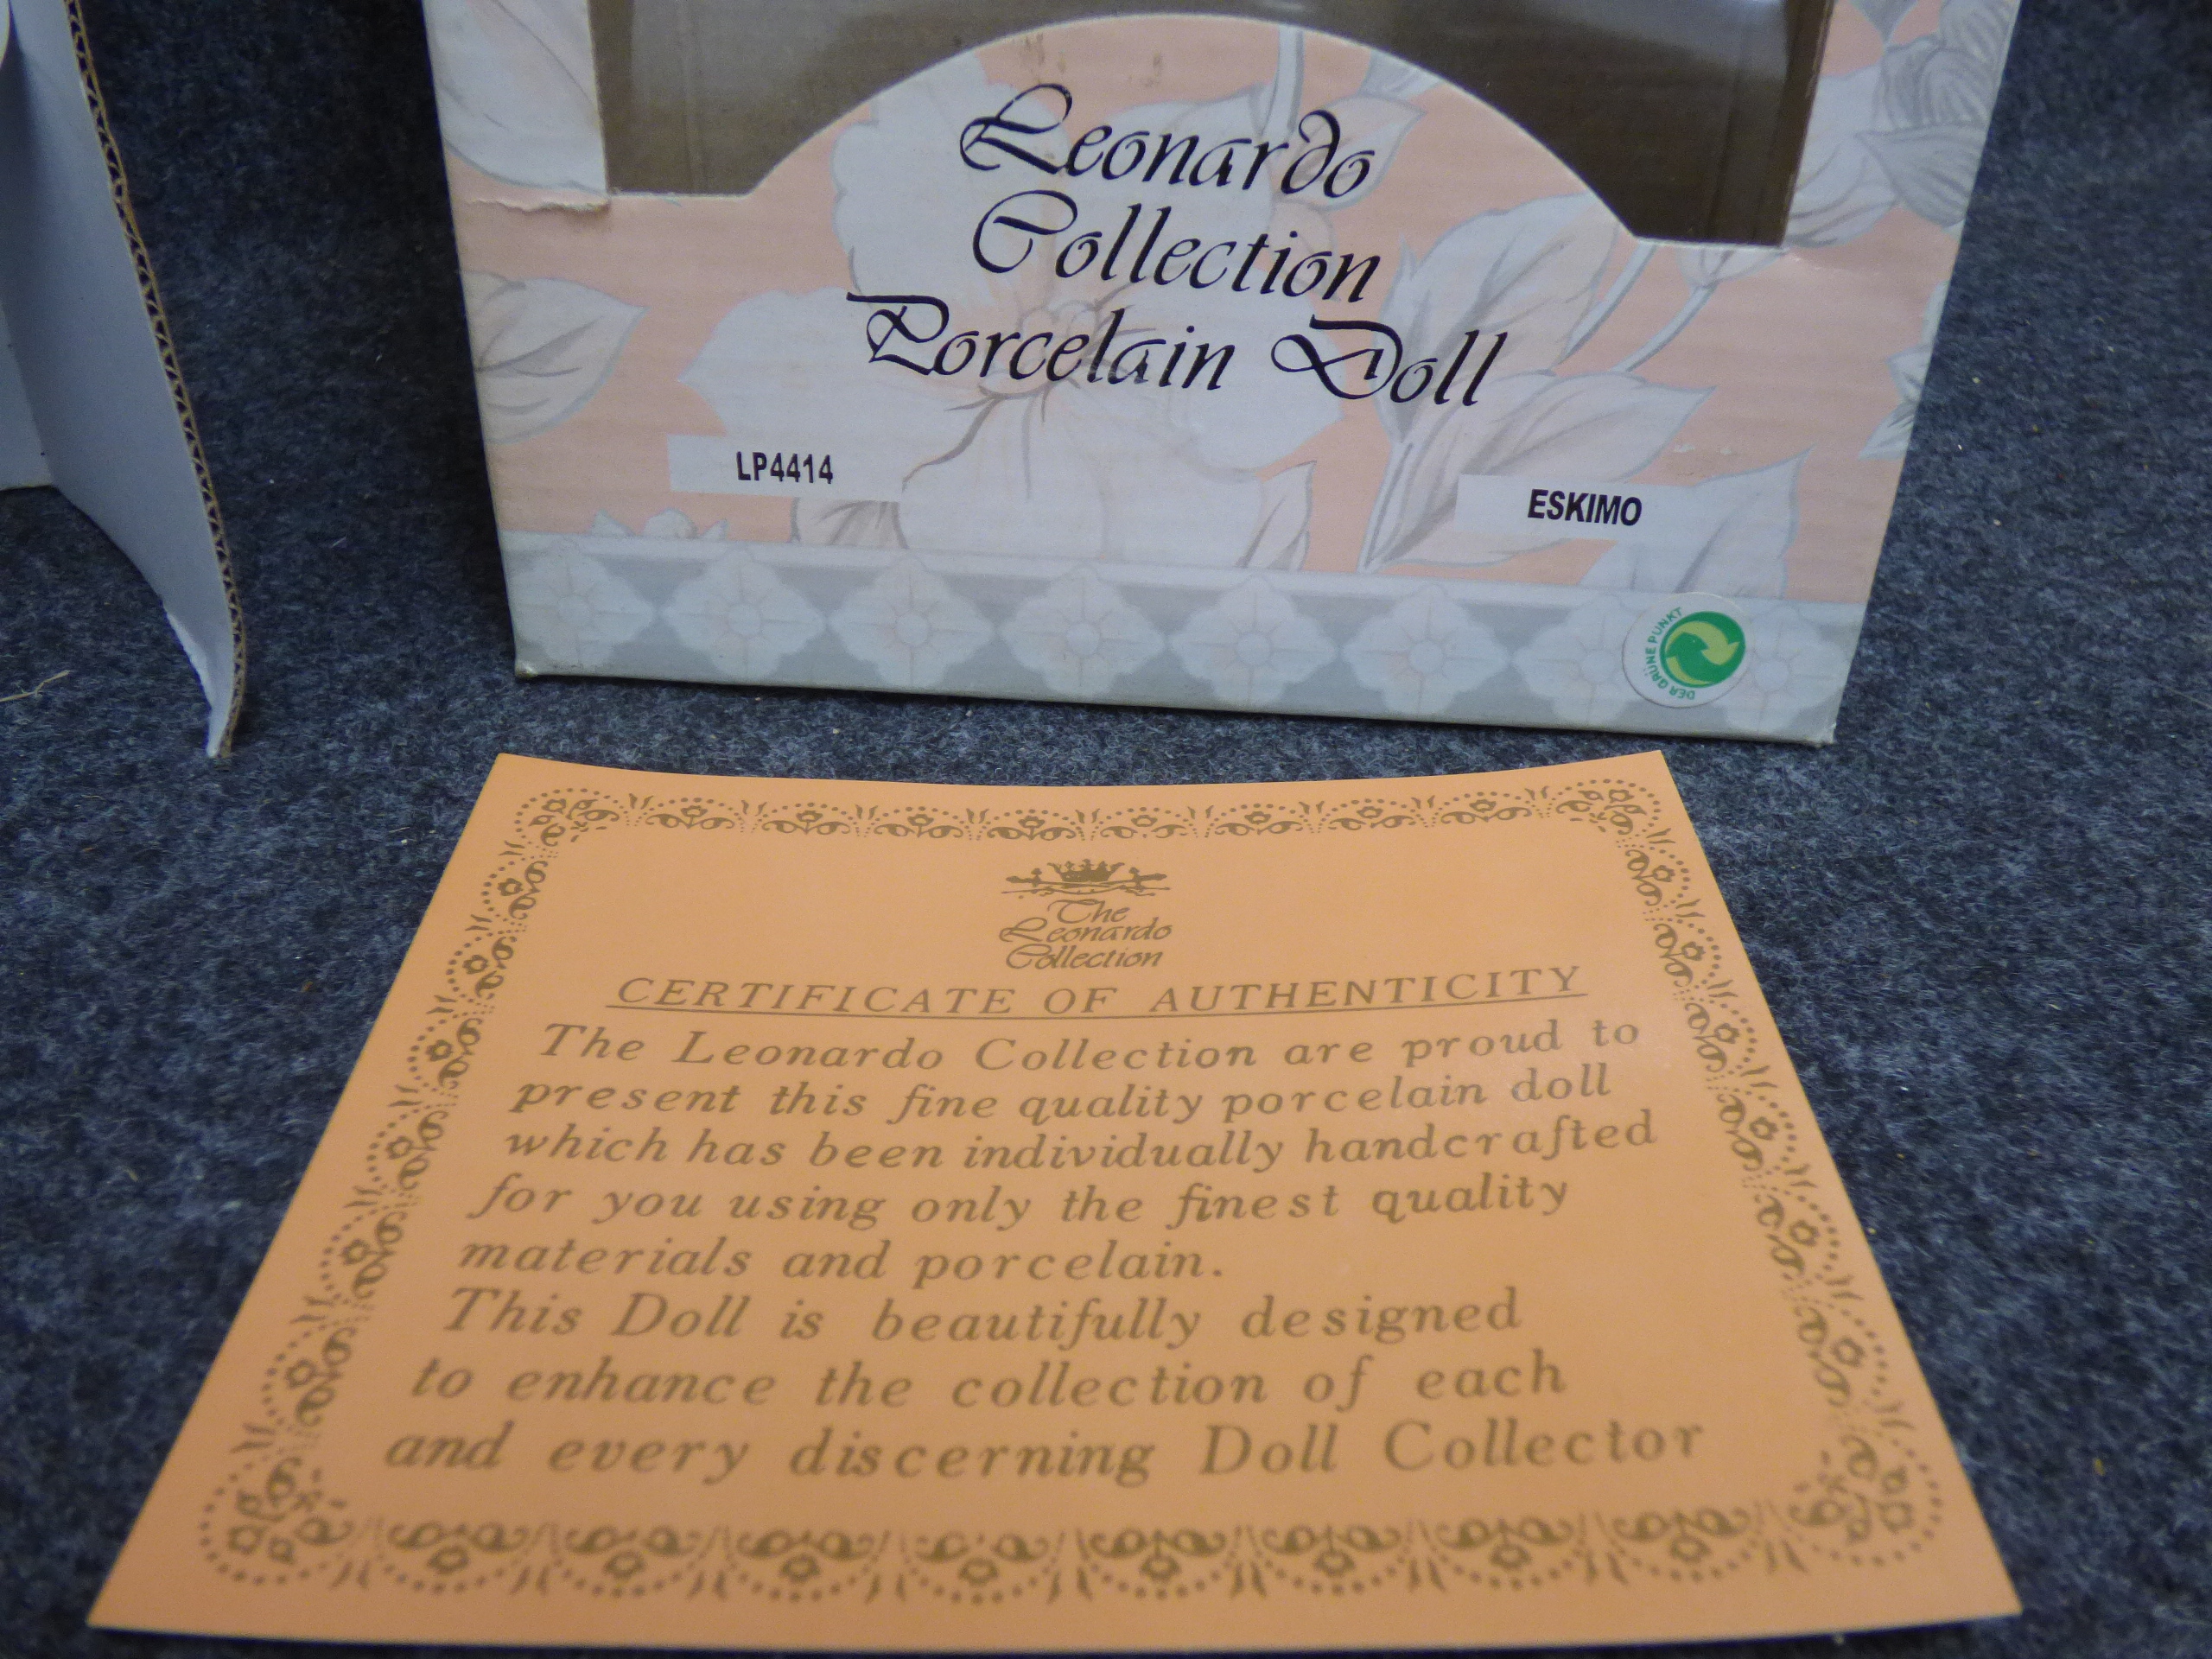 Leonardo
Collection
Porcelain Doll
LP4414
ESKIMO
DER GRÜNE PUNKT
The
Leonardo
Collection
CERTIFICATE OF AUTHENTICITY
The Leonardo Collection are proud to
present this fine quality porcelain doll
which has been individually handcrafted
for you using only the finest quality
materials and porcelain.
This Doll is beautifully designed
to enhance the collection of each
and every discerning Doll Collector